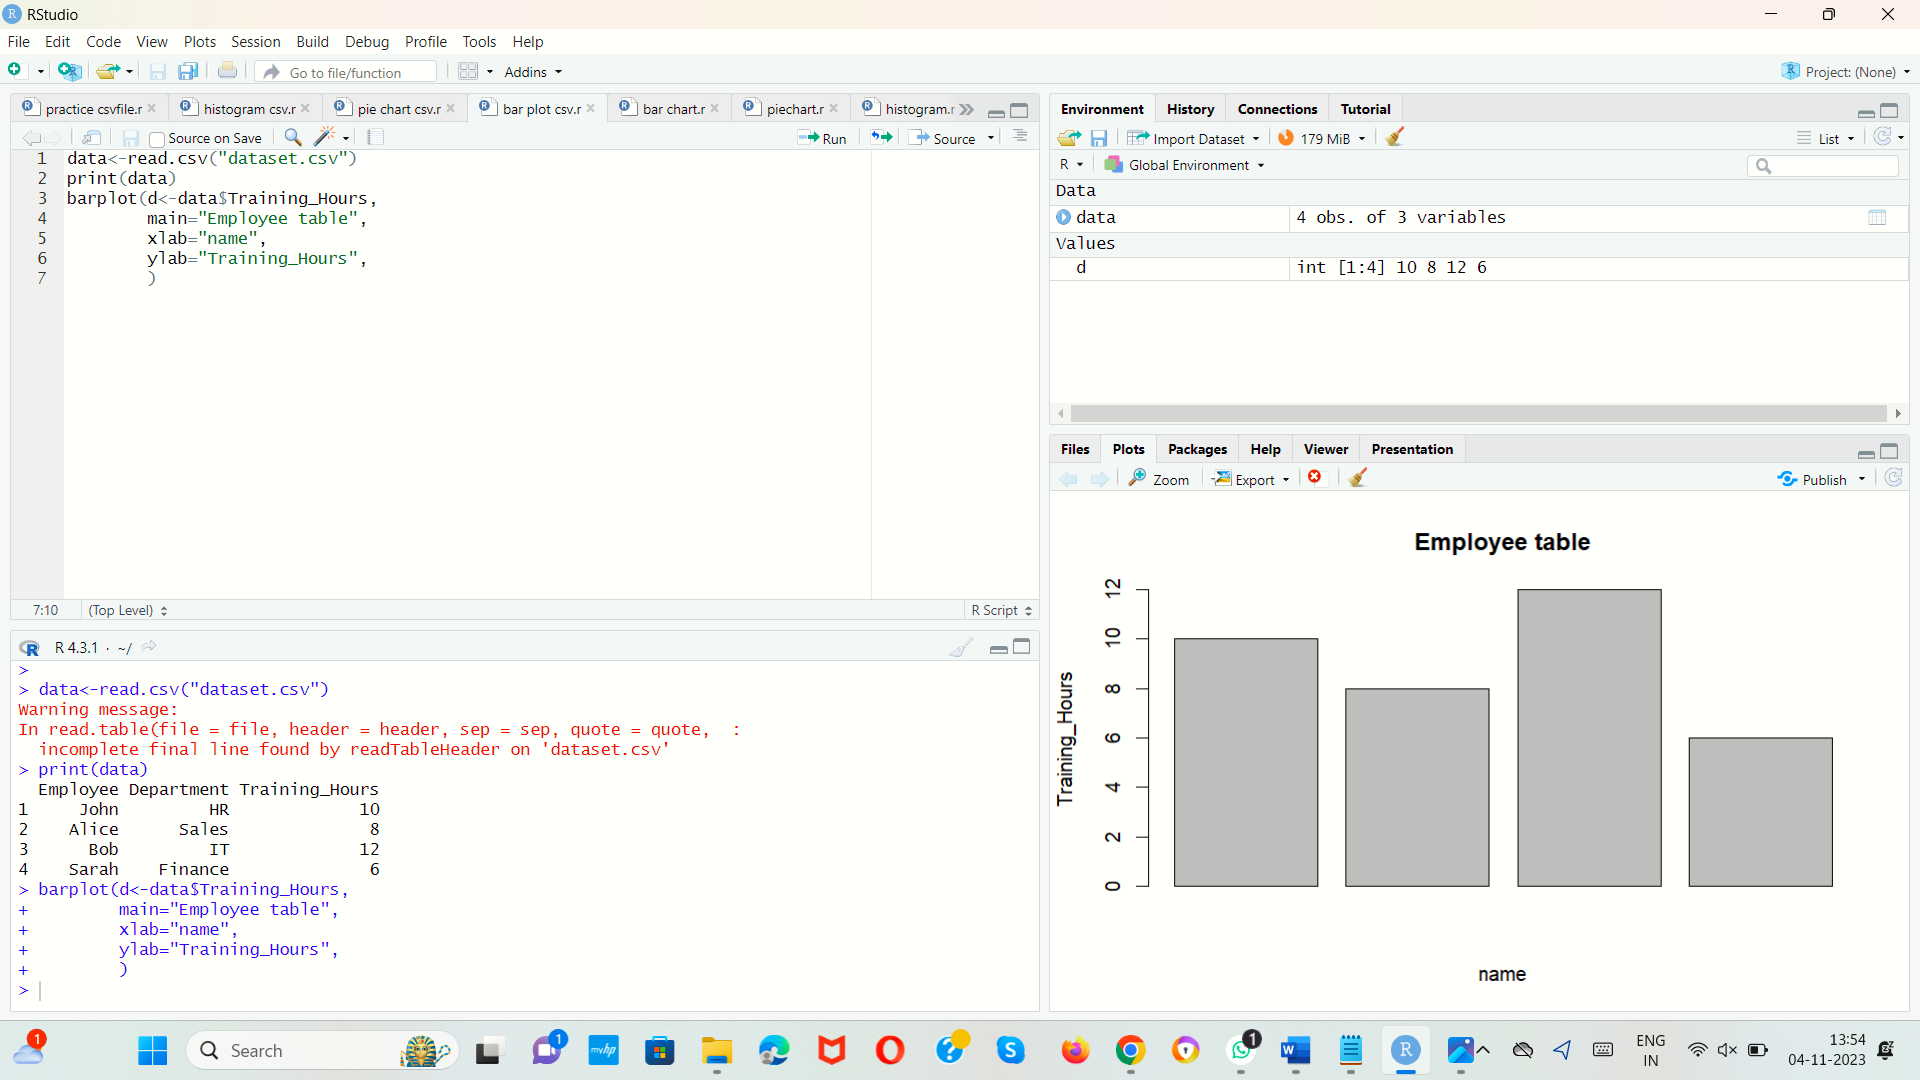 RStudio
File Edit Code View Plots Session Build Debug Profile Tools Help
Go to file/function
Addins
Project: (None)
practice csvfile.r
histogram csv.r
pie chart csv.r
bar plot csv.r
bar chart.r
piechart.r
histogram.r
Source on Save
Run
Source
1 data<-read.csv("dataset.csv")
2 print(data)
3 barplot(d<-data$Training_Hours,
4 main="Employee table",
5 xlab="name",
6 ylab="Training_Hours",
7 )
7:10 (Top Level)
R Script
R 4.3.1 · ~/
>
> data<-read.csv("dataset.csv")
Warning message:
In read.table(file = file, header = header, sep = sep, quote = quote,  :
incomplete final line found by readTableHeader on 'dataset.csv'
> print(data)
Employee Department Training_Hours
1 John HR 10
2 Alice Sales 8
3 Bob IT 12
4 Sarah Finance 6
> barplot(d<-data$Training_Hours,
+ main="Employee table",
+ xlab="name",
+ ylab="Training_Hours",
+ )
>
Environment History Connections Tutorial
Import Dataset
179 MiB
List
R
Global Environment
Data
data 4 obs. of 3 variables
Values
d int [1:4] 10 8 12 6
Files Plots Packages Help Viewer Presentation
Zoom Export
Publish
Employee table
12
10
8
6
4
2
0
Training_Hours
name
1
Search
1
myhp
?
S
1
W
R
ENG
IN
13:54
04-11-2023